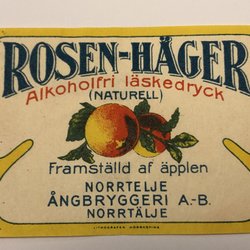 ROSEN-HÄGER
Alkoholfri läskedryck
(NATURELL)
Framställd af äpplen
NORRTELJE
ÅNGBRYGGERI A.-B.
NORRTÄLJE